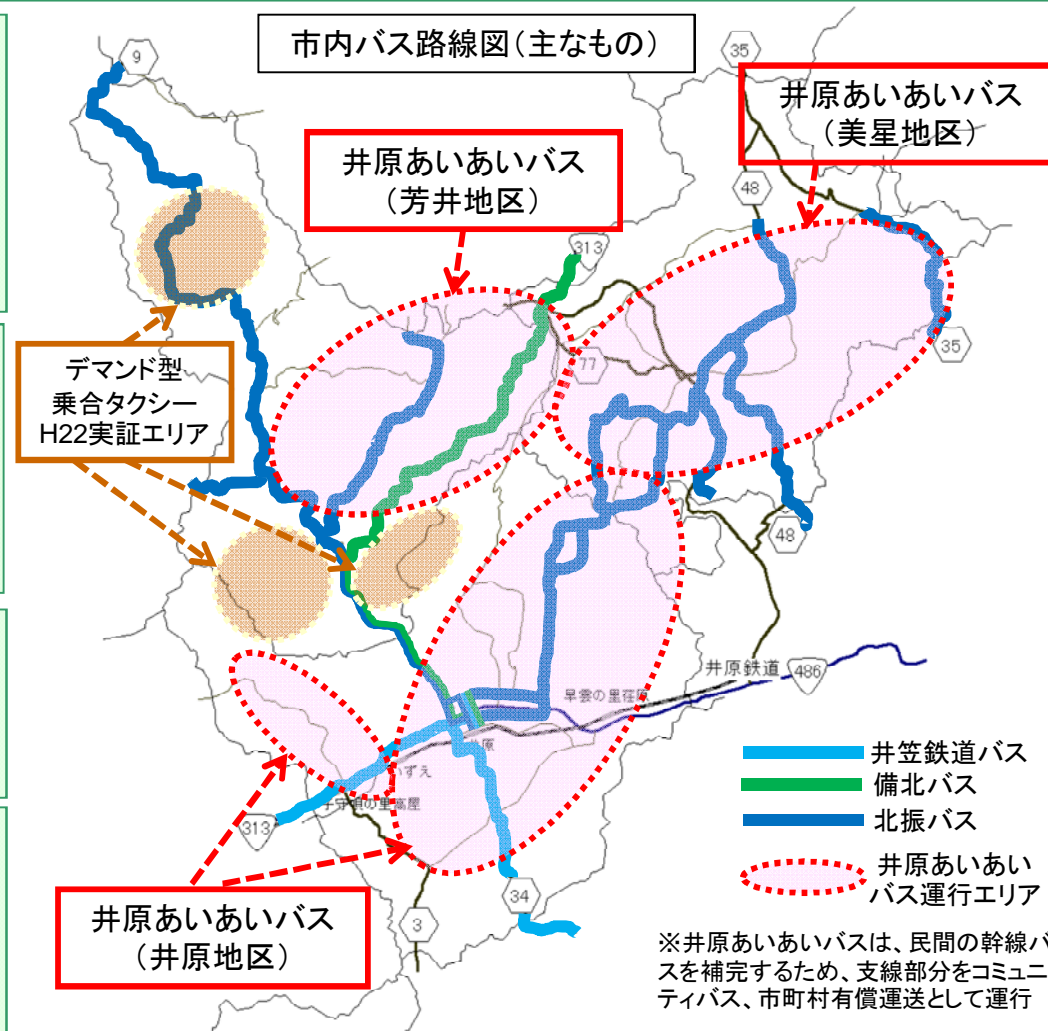 市内バス路線図(主なもの)
9
35
井原あいあいバス
(美星地区)
井原あいあいバス
(芳井地区)
48
313
77
35
デマンド型
乗合タクシー
H22実証エリア
48
井原鉄道
486
早雲の里荏原
井原
いずえ
子守唄の里高屋
313
井笠鉄道バス
備北バス
北振バス
井原あいあい
バス運行エリア
34
3
井原あいあいバス
(井原地区)
※井原あいあいバスは、民間の幹線バ
スを補完するため、支線部分をコミュニ
ティバス、市町村有償運送として運行